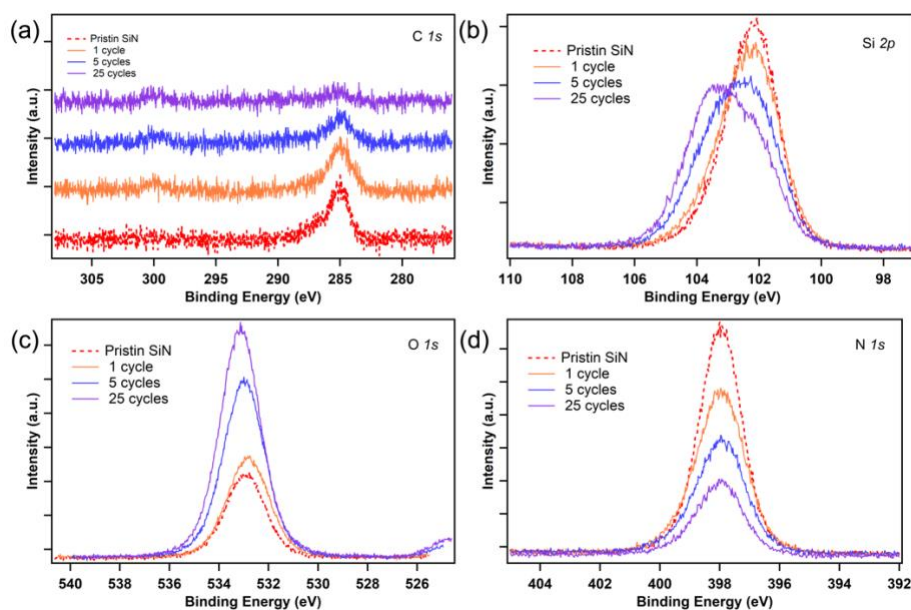 (a)
C 1s
Pristin SiN
1 cycle
5 cycles
25 cycles
Intensity (a.u.)
305 300 295 290 285 280
Binding Energy (eV)
(b)
Si 2p
Pristin SiN
1 cycle
5 cycles
25 cycles
Intensity (a.u.)
110 108 106 104 102 100 98
Binding Energy (eV)
(c)
O 1s
Pristin SiN
1 cycle
5 cycles
25 cycles
Intensity (a.u.)
540 538 536 534 532 530 528 526
Binding Energy (eV)
(d)
N 1s
Pristin SiN
1 cycle
5 cycles
25 cycles
Intensity (a.u.)
404 402 400 398 396 394 392
Binding Energy (eV)